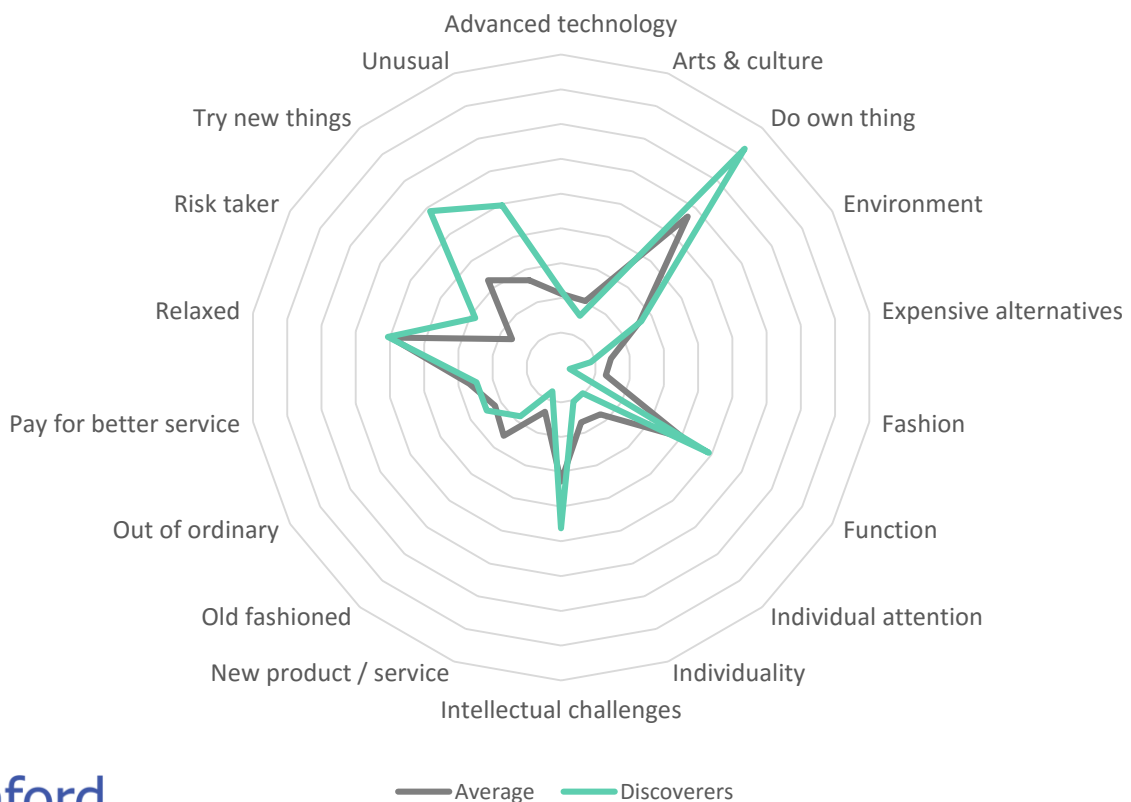 Advanced technology
Unusual
Arts & culture
Try new things
Do own thing
Risk taker
Environment
Relaxed
Expensive alternatives
Pay for better service
Fashion
Out of ordinary
Function
Old fashioned
Individual attention
New product / service
Individuality
Intellectual challenges
Average
Discoverers